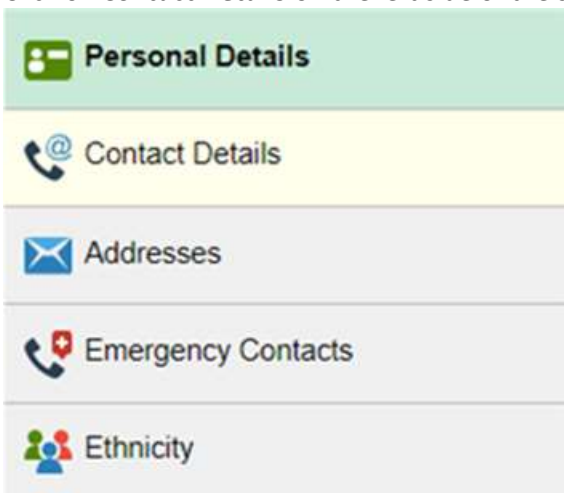 Personal Details
Contact Details
Addresses
Emergency Contacts
Ethnicity